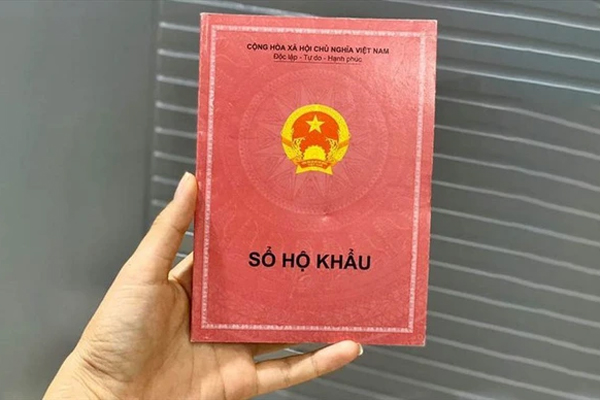 CỘNG HÒA XÃ HỘI CHỦ NGHĨA VIỆT NAM
Độc lập - Tự do - Hạnh phúc
SỔ HỘ KHẨU